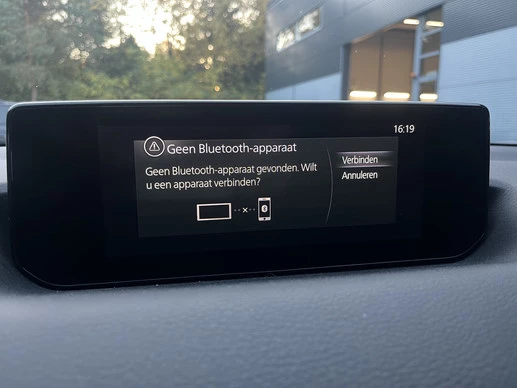 16:19
Geen Bluetooth-apparaat
Geen Bluetooth-apparaat gevonden. Wilt
u een apparaat verbinden?
Verbinden
Annuleren